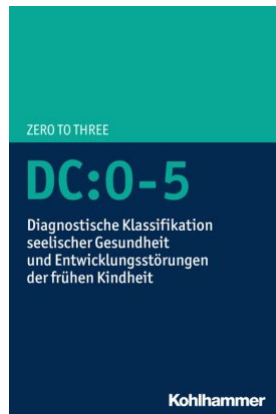 ZERO TO THREE
DC:0-5
Diagnostische Klassifikation
seelischer Gesundheit
und Entwicklungsstörungen
der frühen Kindheit
Kohlhammer